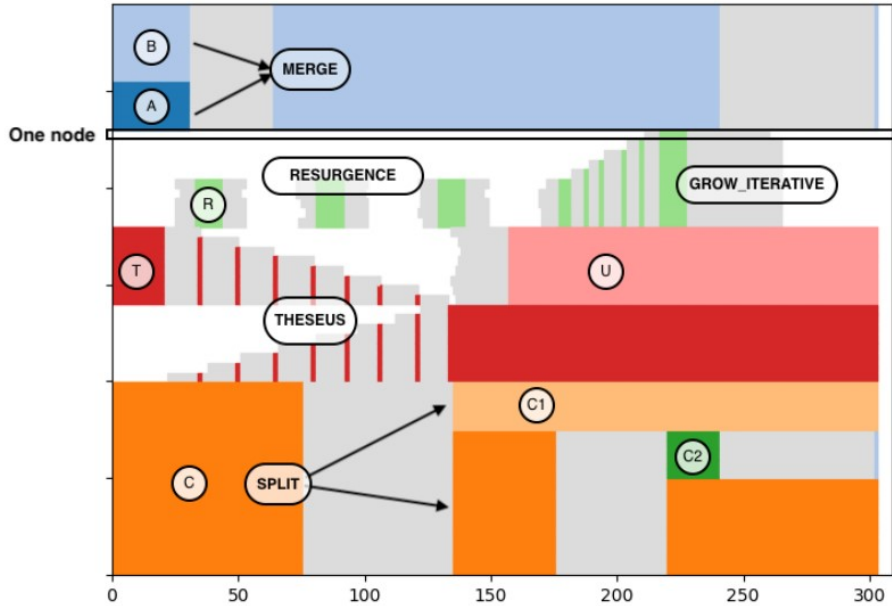 B
MERGE
A
One node
RESURGENCE
GROW_ITERATIVE
R
T
U
THESEUS
C1
C2
C
SPLIT
0 50 100 150 200 250 300